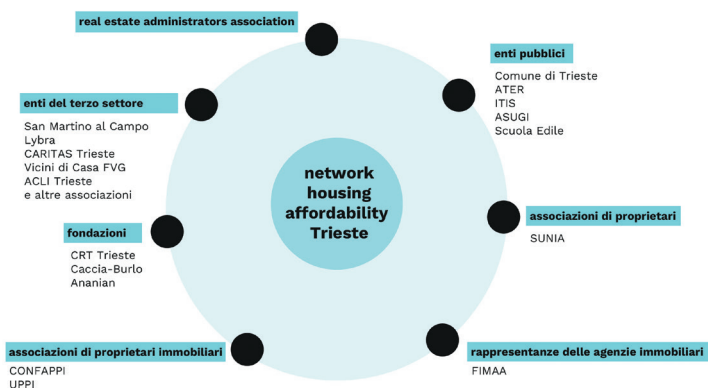 real estate administrators association
enti pubblici
Comune di Trieste
ATER
ITIS
ASUGI
Scuola Edile
enti del terzo settore
San Martino al Campo
Lybra
CARITAS Trieste
Vicini di Casa FVG
ACLI Trieste
e altre associazioni
network
housing
affordability
Trieste
associazioni di proprietari
SUNIA
fondazioni
CRT Trieste
Caccia-Burlo
Ananian
associazioni di proprietari immobiliari
CONFAPPI
UPPI
rappresentanze delle agenzie immobiliari
FIMAA